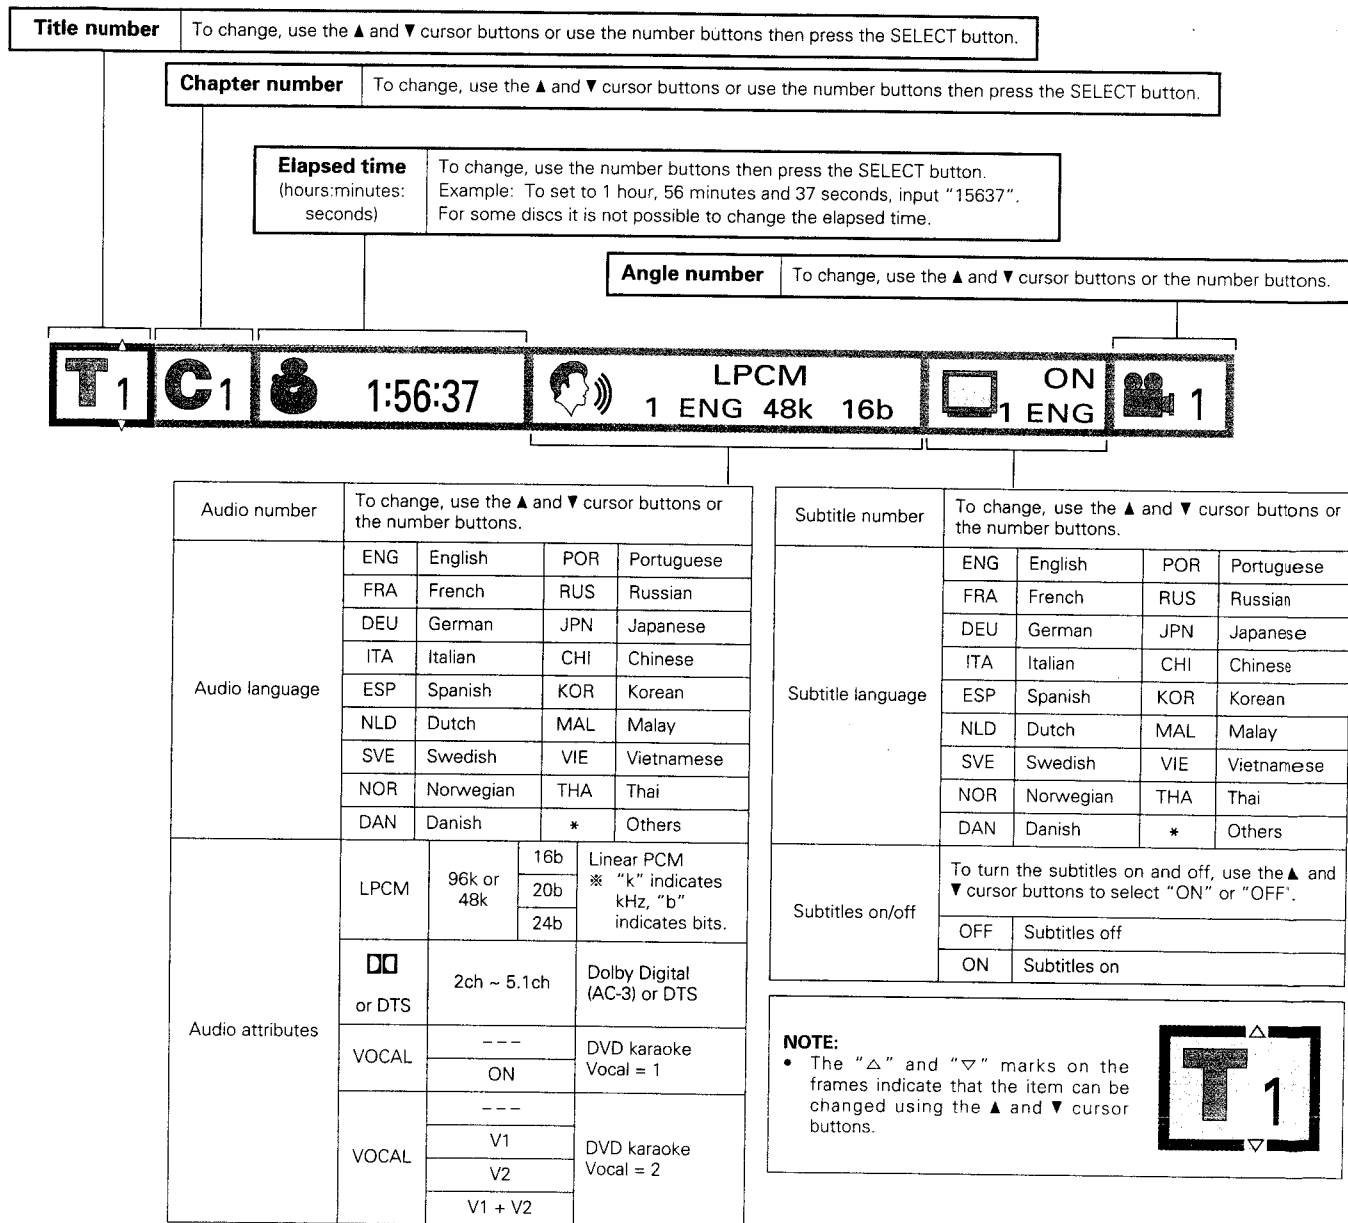 Title number To change, use the ▲ and ▼ cursor buttons or use the number buttons then press the SELECT button.
Chapter number To change, use the ▲ and ▼ cursor buttons or use the number buttons then press the SELECT button.
Elapsed time
(hours:minutes:
seconds)
To change, use the number buttons then press the SELECT button.
Example: To set to 1 hour, 56 minutes and 37 seconds, input "15637".
For some discs it is not possible to change the elapsed time.
Angle number To change, use the ▲ and ▼ cursor buttons or the number buttons.
T 1 C 1 1:56:37
LPCM
1 ENG 48k 16b
ON
1 ENG
1
Audio number
To change, use the ▲ and ▼ cursor buttons or
the number buttons.
Audio language
ENG English POR Portuguese
FRA French RUS Russian
DEU German JPN Japanese
ITA Italian CHI Chinese
ESP Spanish KOR Korean
NLD Dutch MAL Malay
SVE Swedish VIE Vietnamese
NOR Norwegian THA Thai
DAN Danish * Others
Audio attributes
LPCM
96k or
48k
16b
20b
24b
Linear PCM
※ "k" indicates
kHz, "b"
indicates bits.
or DTS
2ch ~ 5.1ch
Dolby Digital
(AC-3) or DTS
VOCAL
---
ON
DVD karaoke
Vocal = 1
VOCAL
---
V1
V2
V1 + V2
DVD karaoke
Vocal = 2
Subtitle number
To change, use the ▲ and ▼ cursor buttons or
the number buttons.
Subtitle language
ENG English POR Portuguese
FRA French RUS Russian
DEU German JPN Japanese
ITA Italian CHI Chinese
ESP Spanish KOR Korean
NLD Dutch MAL Malay
SVE Swedish VIE Vietnamese
NOR Norwegian THA Thai
DAN Danish * Others
Subtitles on/off
To turn the subtitles on and off, use the ▲ and
▼ cursor buttons to select "ON" or "OFF".
OFF Subtitles off
ON Subtitles on
NOTE:
• The "△" and "▽" marks on the
frames indicate that the item can be
changed using the ▲ and ▼ cursor
buttons.
T 1